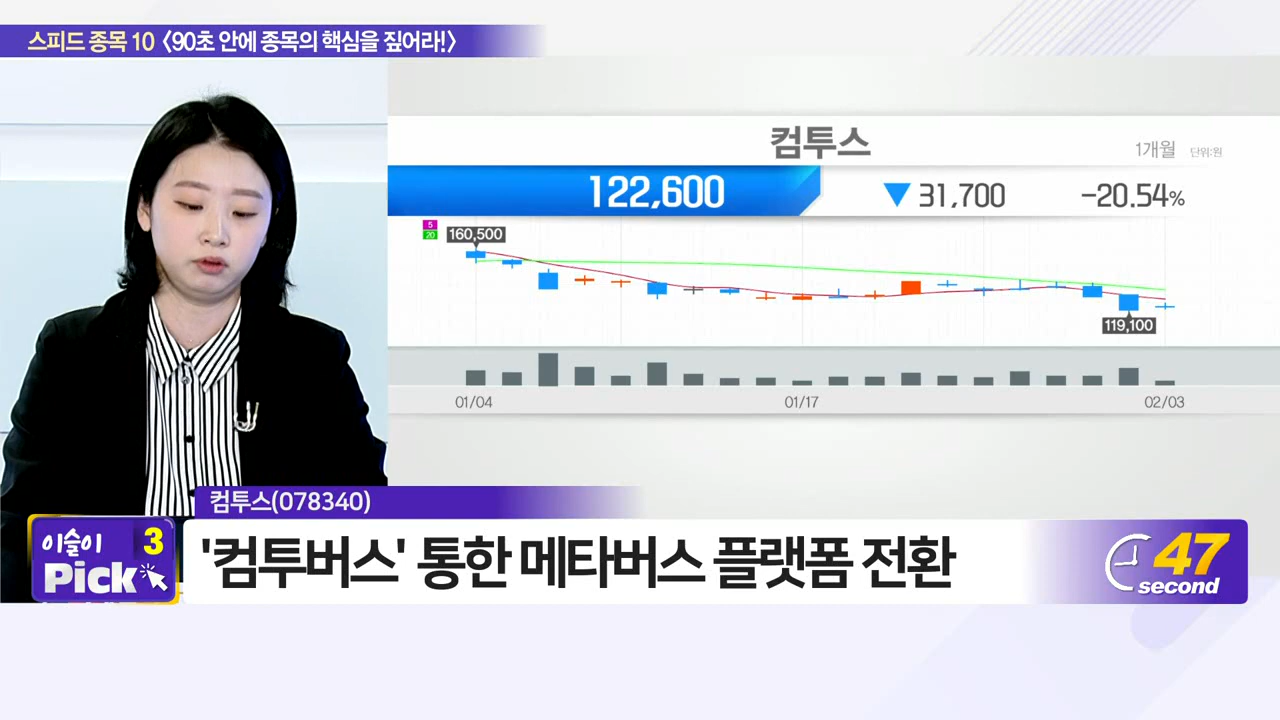 스피드 종목 10 <90초 안에 종목의 핵심을 짚어라!>
컴투스
1개월 단위:원
122,600 ▼ 31,700 -20.54%
5
20
160,500
119,100
01/04 01/17 02/03
컴투스(078340)
이슬이 3
Pick
'컴투버스' 통한 메타버스 플랫폼 전환
47
second